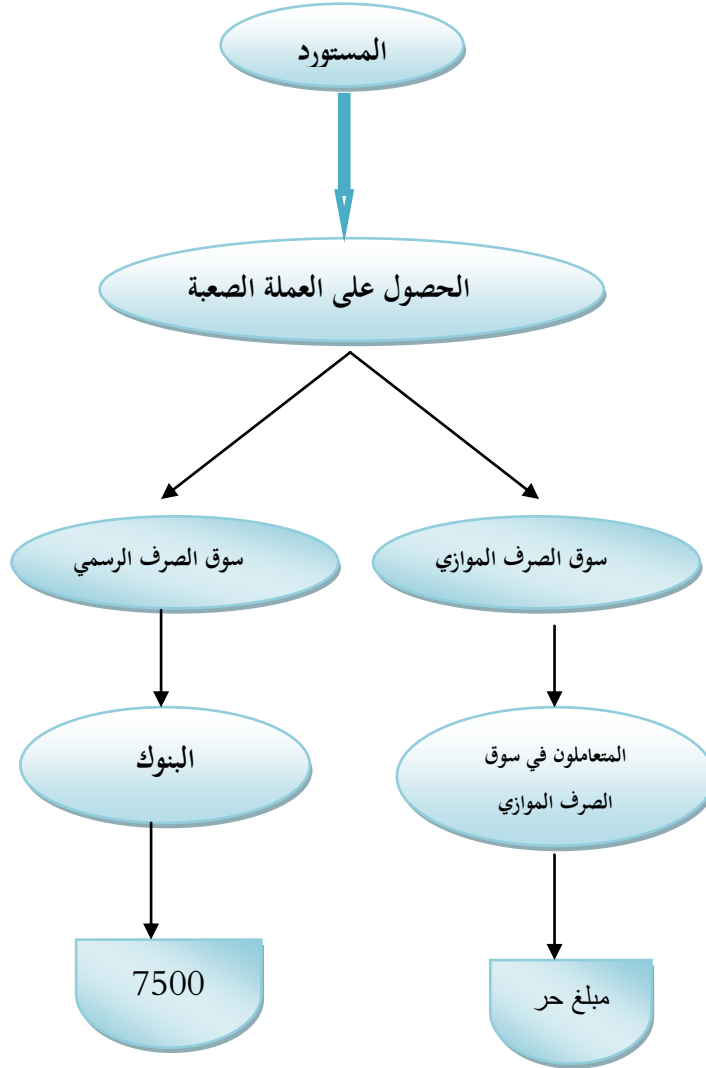 المستورد
الحصول على العملة الصعبة
سوق الصرف الموازي
سوق الصرف الرسمي
المتعاملون في سوق
الصرف الموازي
البنوك
مبلغ حر
7500